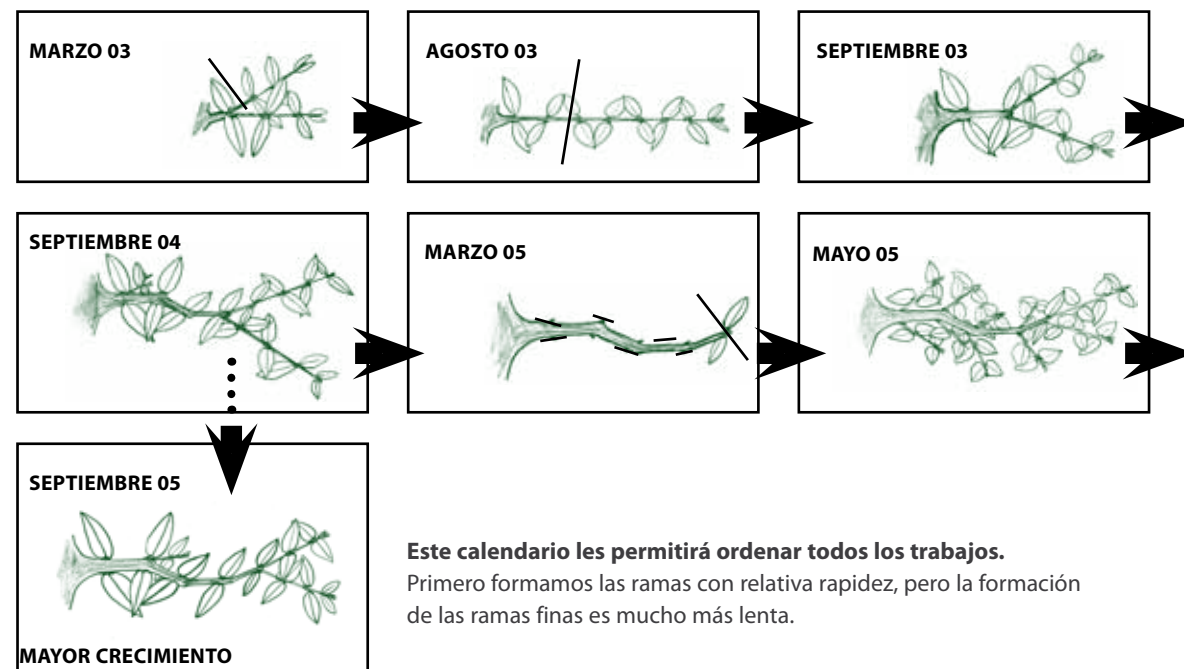 MARZO 03
AGOSTO 03
SEPTIEMBRE 03
SEPTIEMBRE 04
MARZO 05
MAYO 05
SEPTIEMBRE 05
MAYOR CRECIMIENTO
Este calendario les permitirá ordenar todos los trabajos.
Primero formamos las ramas con relativa rapidez, pero la formación
de las ramas finas es mucho más lenta.